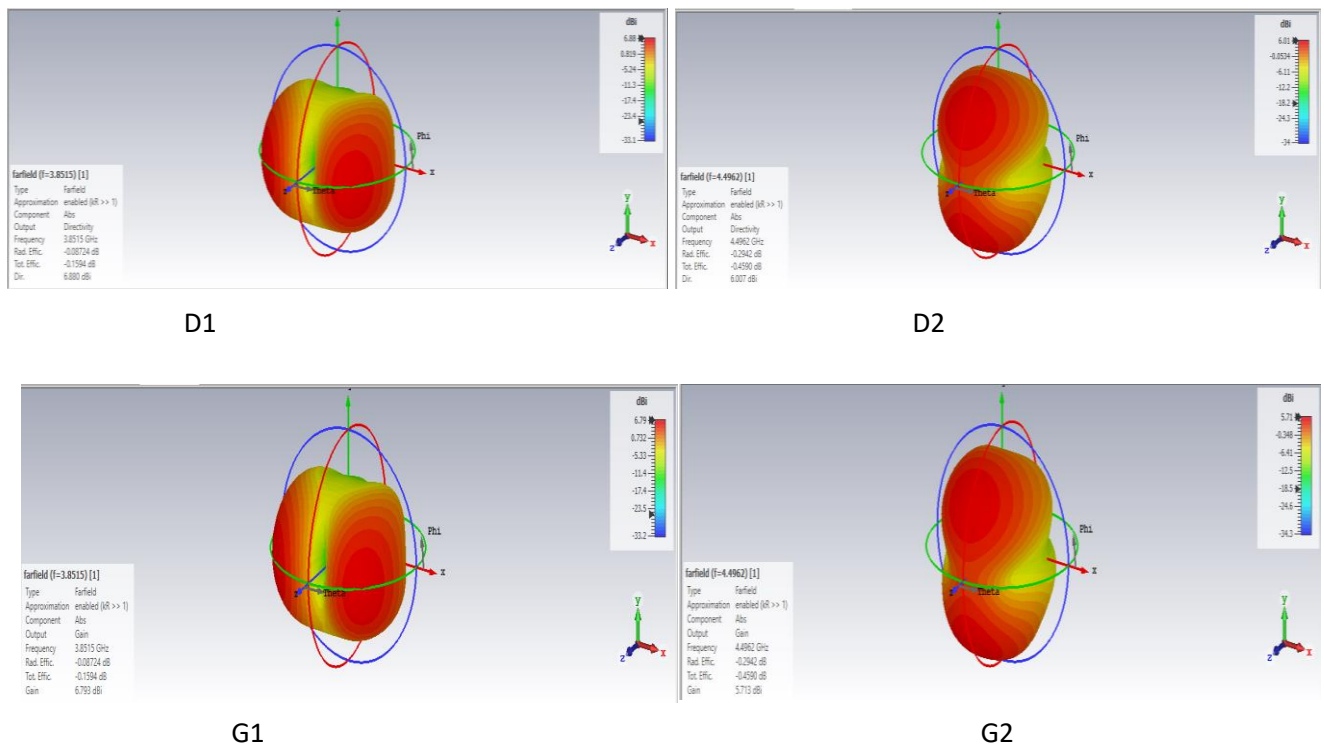 dBi
6.88
0.819
-5.24
-11.3
-17.4
-23.4
-33.1
Phi
x
z
Theta
farfield (f=3.8515) [1]
Type Farfield
Approximation enabled (kR >> 1)
Component Abs
Output Directivity
Frequency 3.8515 GHz
Rad. Effic. -0.08724 dB
Tot. Effic. -0.1594 dB
Dir. 6.880 dBi
y
z x
D1
dBi
6.01
-0.0534
-6.11
-12.2
-18.2
-24.3
-34
Phi
x
z
Theta
farfield (f=4.4962) [1]
Type Farfield
Approximation enabled (kR >> 1)
Component Abs
Output Directivity
Frequency 4.4962 GHz
Rad. Effic. -0.2942 dB
Tot. Effic. -0.4590 dB
Dir. 6.007 dBi
y
z x
D2
dBi
6.79
0.732
-5.33
-11.4
-17.4
-23.5
-33.2
Phi
x
z
Theta
farfield (f=3.8515) [1]
Type Farfield
Approximation enabled (kR >> 1)
Component Abs
Output Gain
Frequency 3.8515 GHz
Rad. Effic. -0.08724 dB
Tot. Effic. -0.1594 dB
Gain 6.793 dBi
y
z x
G1
dBi
5.71
-0.348
-6.41
-12.5
-18.5
-24.6
-34.3
Phi
x
z
Theta
farfield (f=4.4962) [1]
Type Farfield
Approximation enabled (kR >> 1)
Component Abs
Output Gain
Frequency 4.4962 GHz
Rad. Effic. -0.2942 dB
Tot. Effic. -0.4590 dB
Gain 5.713 dBi
y
z x
G2